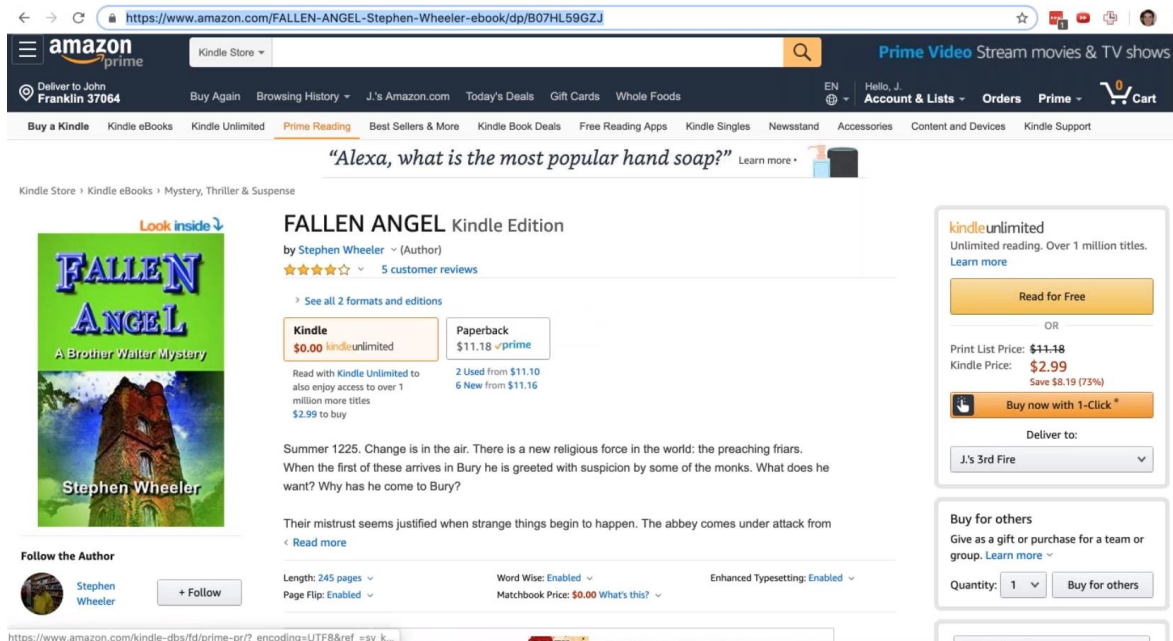 https://www.amazon.com/FALLEN-ANGEL-Stephen-Wheeler-ebook/dp/B07HL59GZJ
1
amazon
prime
Kindle Store
Prime Video Stream movies & TV shows
Deliver to John
Franklin 37064
Buy Again Browsing History J.'s Amazon.com Today's Deals Gift Cards Whole Foods
EN
Hello, J.
Account & Lists Orders Prime 0 Cart
Buy a Kindle Kindle eBooks Kindle Unlimited Prime Reading Best Sellers & More Kindle Book Deals Free Reading Apps Kindle Singles Newsstand Accessories Content and Devices Kindle Support
"Alexa, what is the most popular hand soap?" Learn more ›
Kindle Store › Kindle eBooks › Mystery, Thriller & Suspense
Look inside
FALLEN
ANGEL
A Brother Walter Mystery
Stephen Wheeler
Follow the Author
Stephen
Wheeler
+ Follow
FALLEN ANGEL Kindle Edition
by Stephen Wheeler (Author)
5 customer reviews
› See all 2 formats and editions
Kindle
$0.00 kindleunlimited
Read with Kindle Unlimited to
also enjoy access to over 1
million more titles
$2.99 to buy
Paperback
$11.18 prime
2 Used from $11.10
6 New from $11.16
Summer 1225. Change is in the air. There is a new religious force in the world: the preaching friars.
When the first of these arrives in Bury he is greeted with suspicion by some of the monks. What does he
want? Why has he come to Bury?
Their mistrust seems justified when strange things begin to happen. The abbey comes under attack from
‹ Read more
Length: 245 pages Word Wise: Enabled Enhanced Typesetting: Enabled
Page Flip: Enabled Matchbook Price: $0.00 What's this?
kindleunlimited
Unlimited reading. Over 1 million titles.
Learn more
Read for Free
OR
Print List Price: $11.18
Kindle Price: $2.99
Save $8.19 (73%)
Buy now with 1-Click ®
Deliver to:
J.'s 3rd Fire
Buy for others
Give as a gift or purchase for a team or
group. Learn more
Quantity: 1 Buy for others
https://www.amazon.com/kindle-dbs/fd/prime-pr/?_encoding=UTF8&ref_=sv_k...